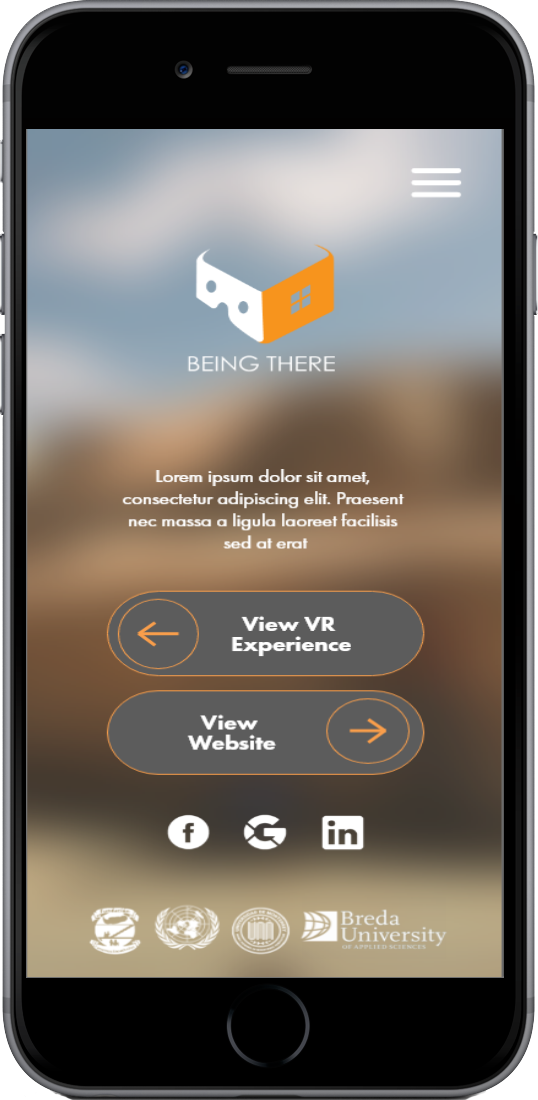 BEING THERE
Lorem ipsum dolor sit amet,
consectetur adipiscing elit. Praesent
nec massa a ligula laoreet facilisis
sed at erat
View VR
Experience
View
Website
f
G
in
Breda
University
OF APPLIED SCIENCES